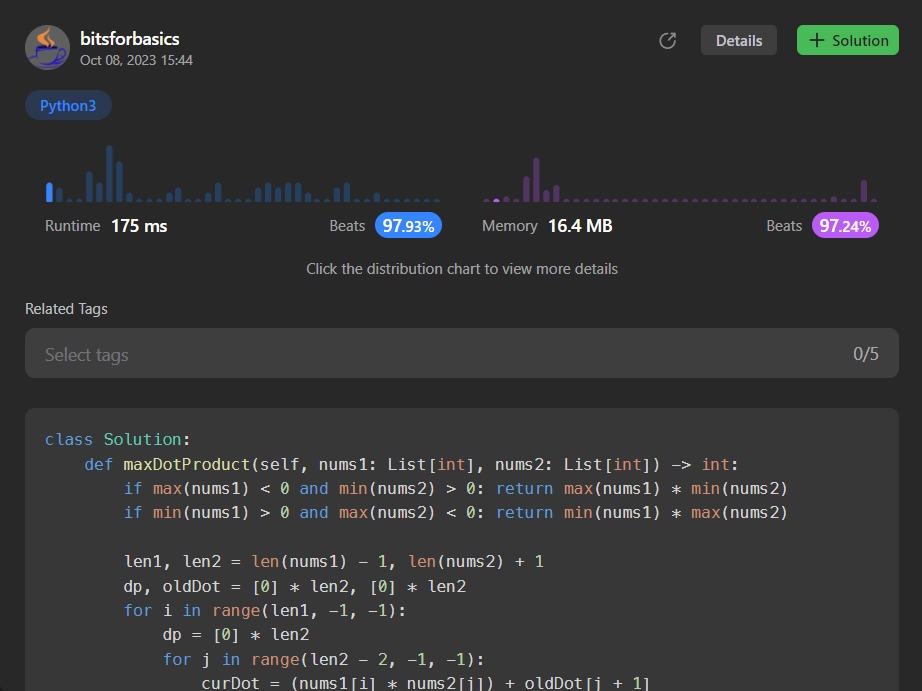 bitsforbasics
Oct 08, 2023 15:44
Details
+ Solution
Python3
Runtime 175 ms Beats 97.93%
Memory 16.4 MB Beats 97.24%
Click the distribution chart to view more details
Related Tags
Select tags 0/5
class Solution:
    def maxDotProduct(self, nums1: List[int], nums2: List[int]) -> int:
        if max(nums1) < 0 and min(nums2) > 0: return max(nums1) * min(nums2)
        if min(nums1) > 0 and max(nums2) < 0: return min(nums1) * max(nums2)
        len1, len2 = len(nums1) - 1, len(nums2) + 1
        dp, oldDot = [0] * len2, [0] * len2
        for i in range(len1, -1, -1):
            dp = [0] * len2
            for j in range(len2 - 2, -1, -1):
                curDot = (nums1[i] * nums2[j]) + oldDot[j + 1]